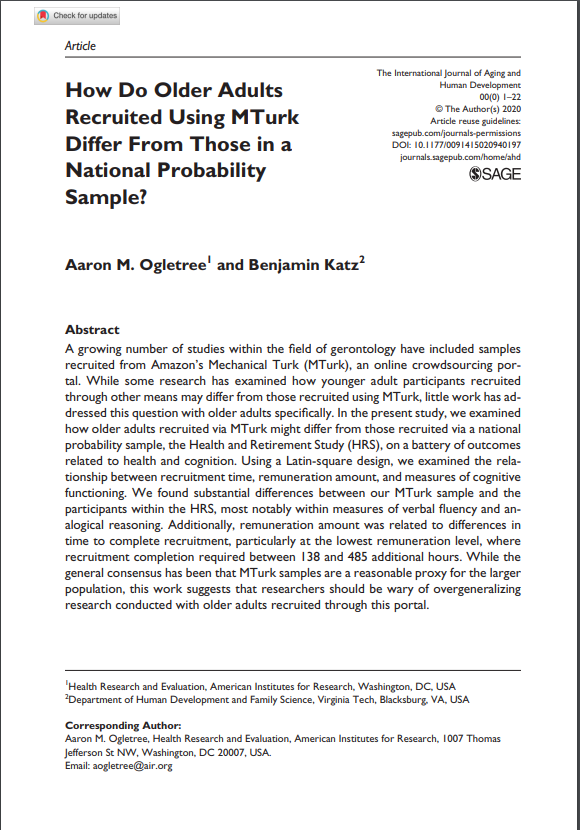 Check for updates
Article
How Do Older Adults
Recruited Using MTurk
Differ From Those in a
National Probability
Sample?
The International Journal of Aging and
Human Development
00(0) 1–22
© The Author(s) 2020
Article reuse guidelines:
sagepub.com/journals-permissions
DOI: 10.1177/0091415020940197
journals.sagepub.com/home/ahd
SAGE
Aaron M. Ogletree1 and Benjamin Katz2
Abstract
A growing number of studies within the field of gerontology have included samples
recruited from Amazon's Mechanical Turk (MTurk), an online crowdsourcing por-
tal. While some research has examined how younger adult participants recruited
through other means may differ from those recruited using MTurk, little work has ad-
dressed this question with older adults specifically. In the present study, we examined
how older adults recruited via MTurk might differ from those recruited via a national
probability sample, the Health and Retirement Study (HRS), on a battery of outcomes
related to health and cognition. Using a Latin-square design, we examined the rela-
tionship between recruitment time, remuneration amount, and measures of cognitive
functioning. We found substantial differences between our MTurk sample and the
participants within the HRS, most notably within measures of verbal fluency and an-
alogical reasoning. Additionally, remuneration amount was related to differences in
time to complete recruitment, particularly at the lowest remuneration level, where
recruitment completion required between 138 and 485 additional hours. While the
general consensus has been that MTurk samples are a reasonable proxy for the larger
population, this work suggests that researchers should be wary of overgeneralizing
research conducted with older adults recruited through this portal.
1Health Research and Evaluation, American Institutes for Research, Washington, DC, USA
2Department of Human Development and Family Science, Virginia Tech, Blacksburg, VA, USA
Corresponding Author:
Aaron M. Ogletree, Health Research and Evaluation, American Institutes for Research, 1007 Thomas
Jefferson St NW, Washington, DC 20007, USA.
Email: aogletree@air.org